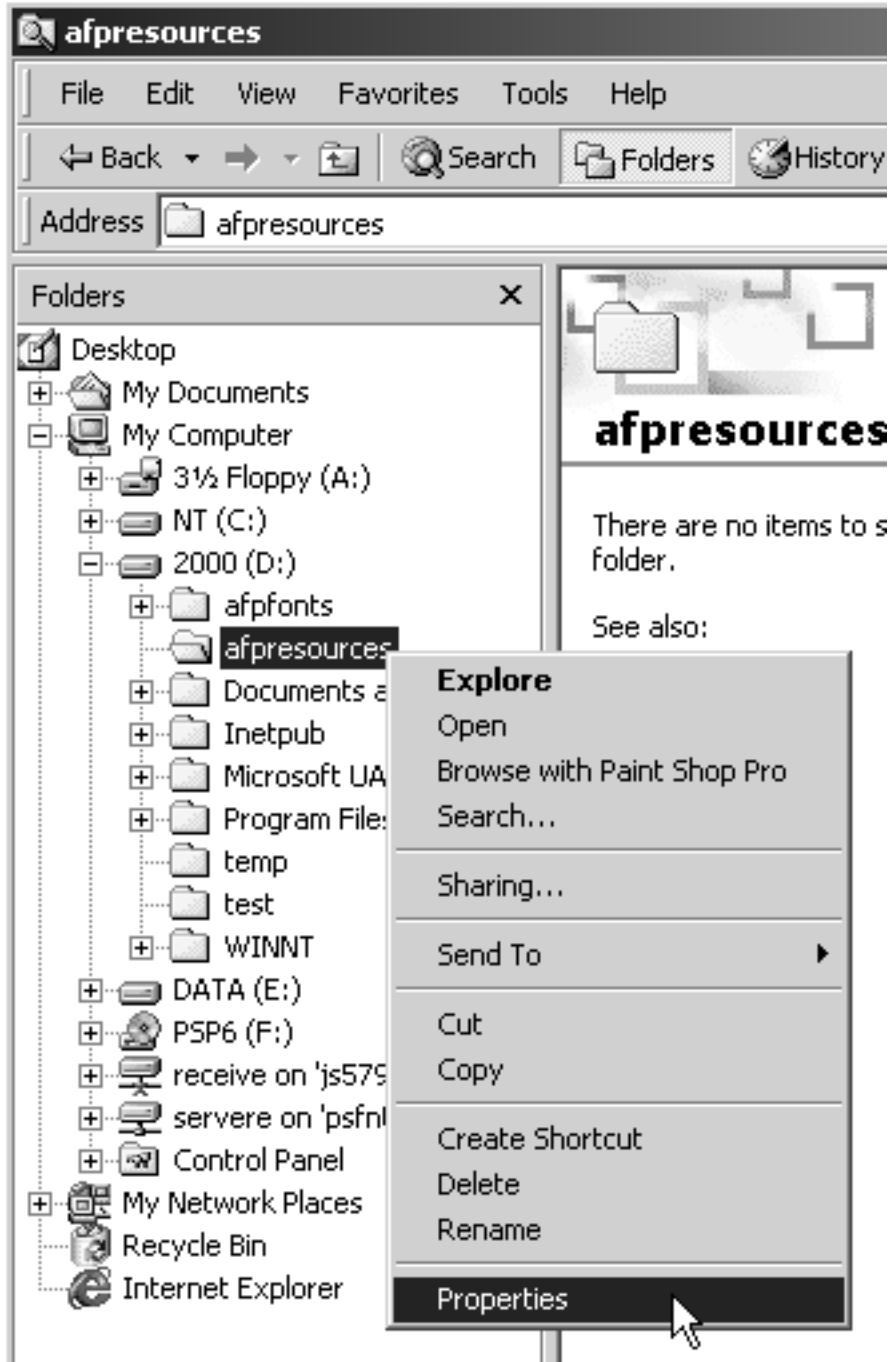 afpresources
File Edit View Favorites Tools Help
Back Search Folders History
Address afpresources
Folders
Desktop
My Documents
My Computer
3½ Floppy (A:)
NT (C:)
2000 (D:)
afpfonts
afpresources
Documents a
Inetpub
Microsoft UA
Program File
temp
test
WINNT
DATA (E:)
PSP6 (F:)
receive on 'js579
servere on 'psfn
Control Panel
My Network Places
Recycle Bin
Internet Explorer
afpresources
There are no items to s
folder.
See also:
Explore
Open
Browse with Paint Shop Pro
Search...
Sharing...
Send To
Cut
Copy
Create Shortcut
Delete
Rename
Properties